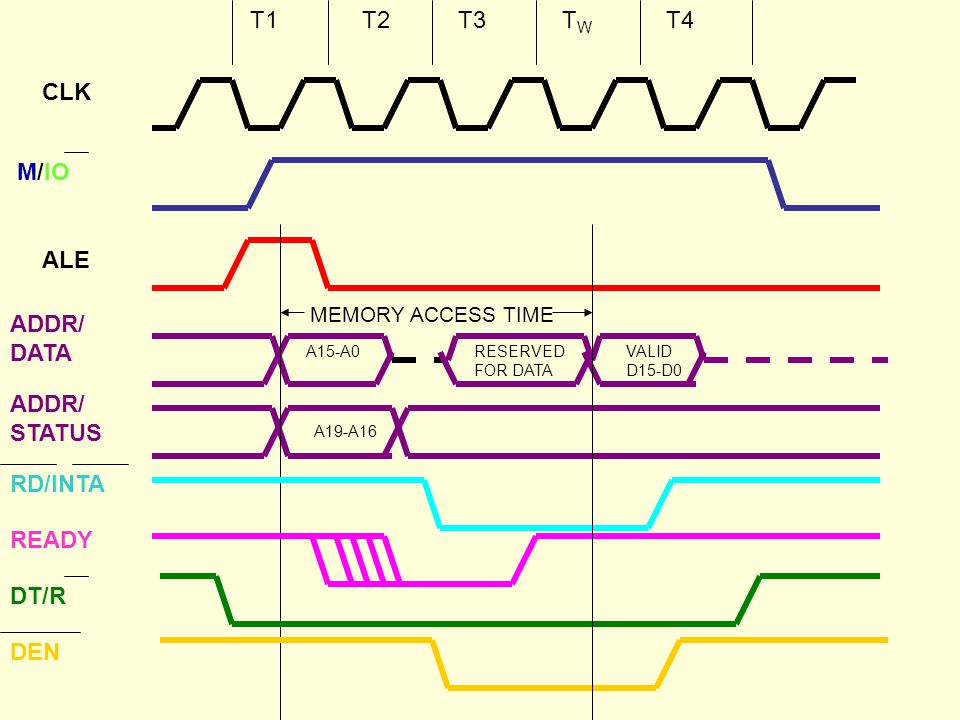 T1 T2 T3 TW T4
CLK
M/IO
ALE
MEMORY ACCESS TIME
ADDR/
DATA
A15-A0
RESERVED
FOR DATA
VALID
D15-D0
ADDR/
STATUS
A19-A16
RD/INTA
READY
DT/R
DEN